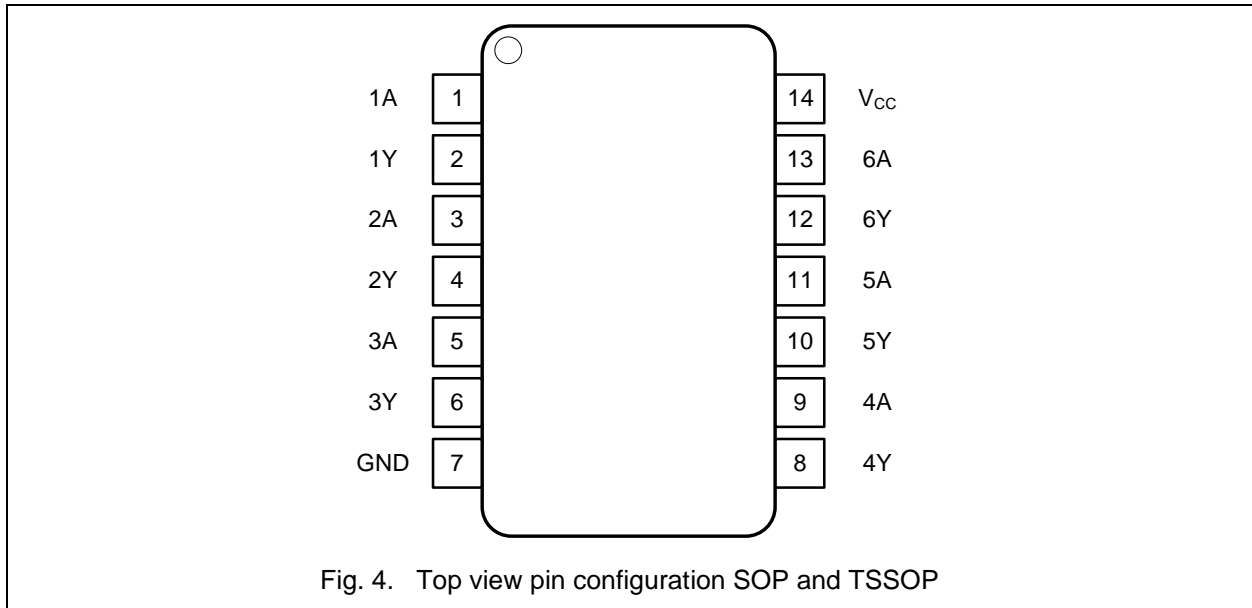 1A 1 14 VCC
1Y 2 13 6A
2A 3 12 6Y
2Y 4 11 5A
3A 5 10 5Y
3Y 6 9 4A
GND 7 8 4Y
Fig. 4. Top view pin configuration SOP and TSSOP